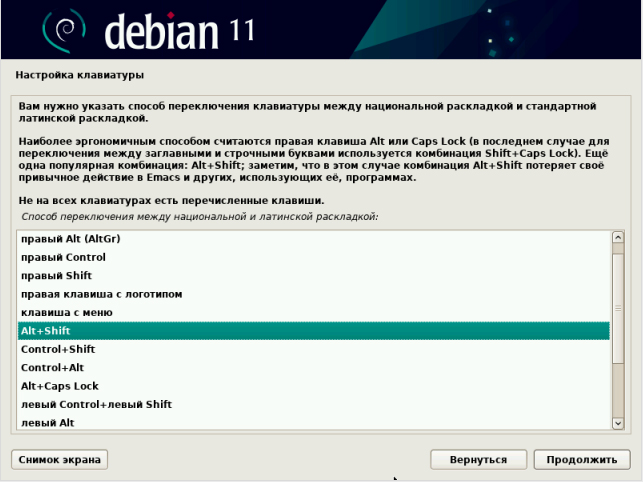 debian 11
Настройка клавиатуры
Вам нужно указать способ переключения клавиатуры между национальной раскладкой и стандартной
латинской раскладкой.
Наиболее эргономичным способом считаются правая клавиша Alt или Caps Lock (в последнем случае для
переключения между заглавными и строчными буквами используется комбинация Shift+Caps Lock). Ещё
одна популярная комбинация: Alt+Shift; заметим, что в этом случае комбинация Alt+Shift потеряет своё
привычное действие в Emacs и других, использующих её, программах.
Не на всех клавиатурах есть перечисленные клавиши.
Способ переключения между национальной и латинской раскладкой:
правый Alt (AltGr)
правый Control
правый Shift
правая клавиша с логотипом
клавиша с меню
Alt+Shift
Control+Shift
Control+Alt
Alt+Caps Lock
левый Control+левый Shift
левый Alt
Снимок экрана
Вернуться
Продолжить